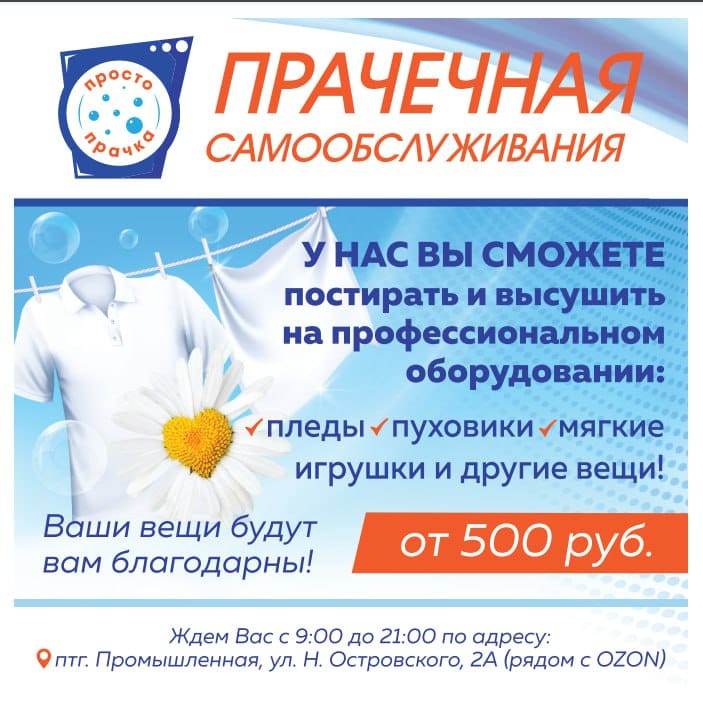 просто
прачка
ПРАЧЕЧНАЯ
САМООБСЛУЖИВАНИЯ
У НАС ВЫ СМОЖЕТЕ
постирать и высушить
на профессиональном
оборудовании:
✓пледы ✓пуховики ✓мягкие
игрушки и другие вещи!
Ваши вещи будут
вам благодарны!
от 500 руб.
Ждем Вас с 9:00 до 21:00 по адресу:
птг. Промышленная, ул. Н. Островского, 2А (рядом с OZON)